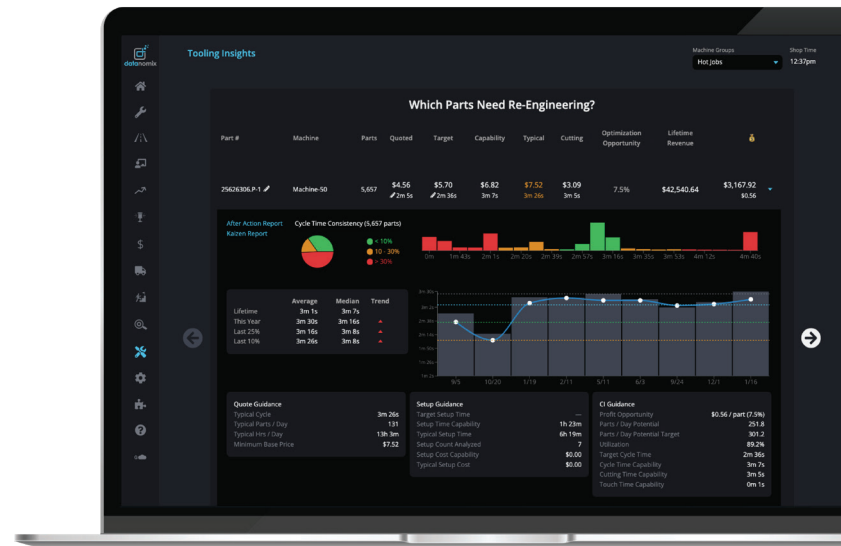 datanomix
Tooling Insights
Machine Groups
Hot Jobs
Shop Time
12:37pm
Which Parts Need Re-Engineering?
Part # Machine Parts Quoted Target Capability Typical Cutting Optimization Opportunity Lifetime Revenue
25626306.P-1 Machine-50 5,657 $4.56 $5.70 $6.82 $7.52 $3.09 7.5% $42,540.64 $3,167.92
2m 5s 2m 36s 3m 7s 3m 26s 3m 5s $0.56
After Action Report
Kaizen Report
Cycle Time Consistency (5,657 parts)
< 10%
10 - 30%
> 30%
0m 1m 43s 2m 1s 2m 20s 2m 39s 2m 57s 3m 16s 3m 35s 3m 53s 4m 12s 4m 40s
Average Median Trend
Lifetime 3m 1s 3m 7s
This Year 3m 30s 3m 16s
Last 25% 3m 16s 3m 8s
Last 10% 3m 26s 3m 8s
9/5 10/20 1/19 2/11 5/11 6/3 9/24 12/1 1/16
Quote Guidance
Typical Cycle 3m 26s
Typical Parts / Day 131
Typical Hrs / Day 13h 3m
Minimum Base Price $7.52
Setup Guidance
Target Setup Time —
Setup Time Capability 1h 23m
Typical Setup Time 6h 19m
Setup Count Analyzed 7
Setup Cost Capability $0.00
Typical Setup Cost $0.00
CI Guidance
Profit Opportunity $0.56 / part (7.5%)
Parts / Day Potential 251.8
Parts / Day Potential Target 301.2
Utilization 89.2%
Target Cycle Time 2m 36s
Cycle Time Capability 3m 7s
Cutting Time Capability 3m 5s
Touch Time Capability 0m 1s